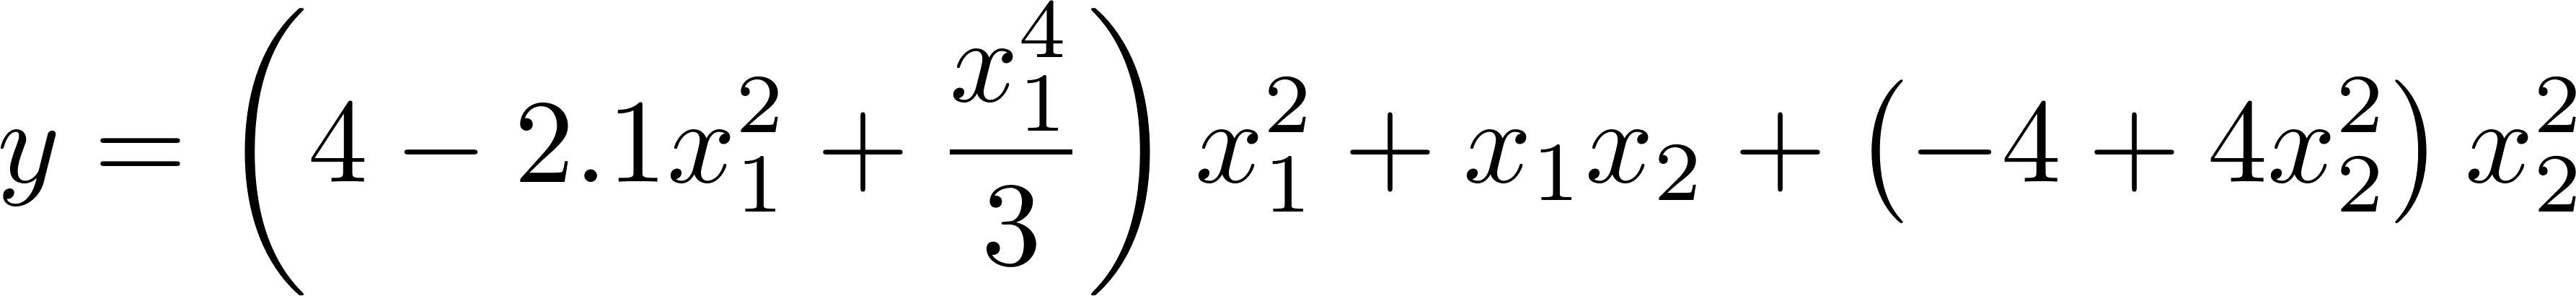 y = \left(4 - 2.1x_1^2 + \frac{x_1^4}{3}\right) x_1^2 + x_1x_2 + \left(-4 + 4x_2^2\right) x_2^2